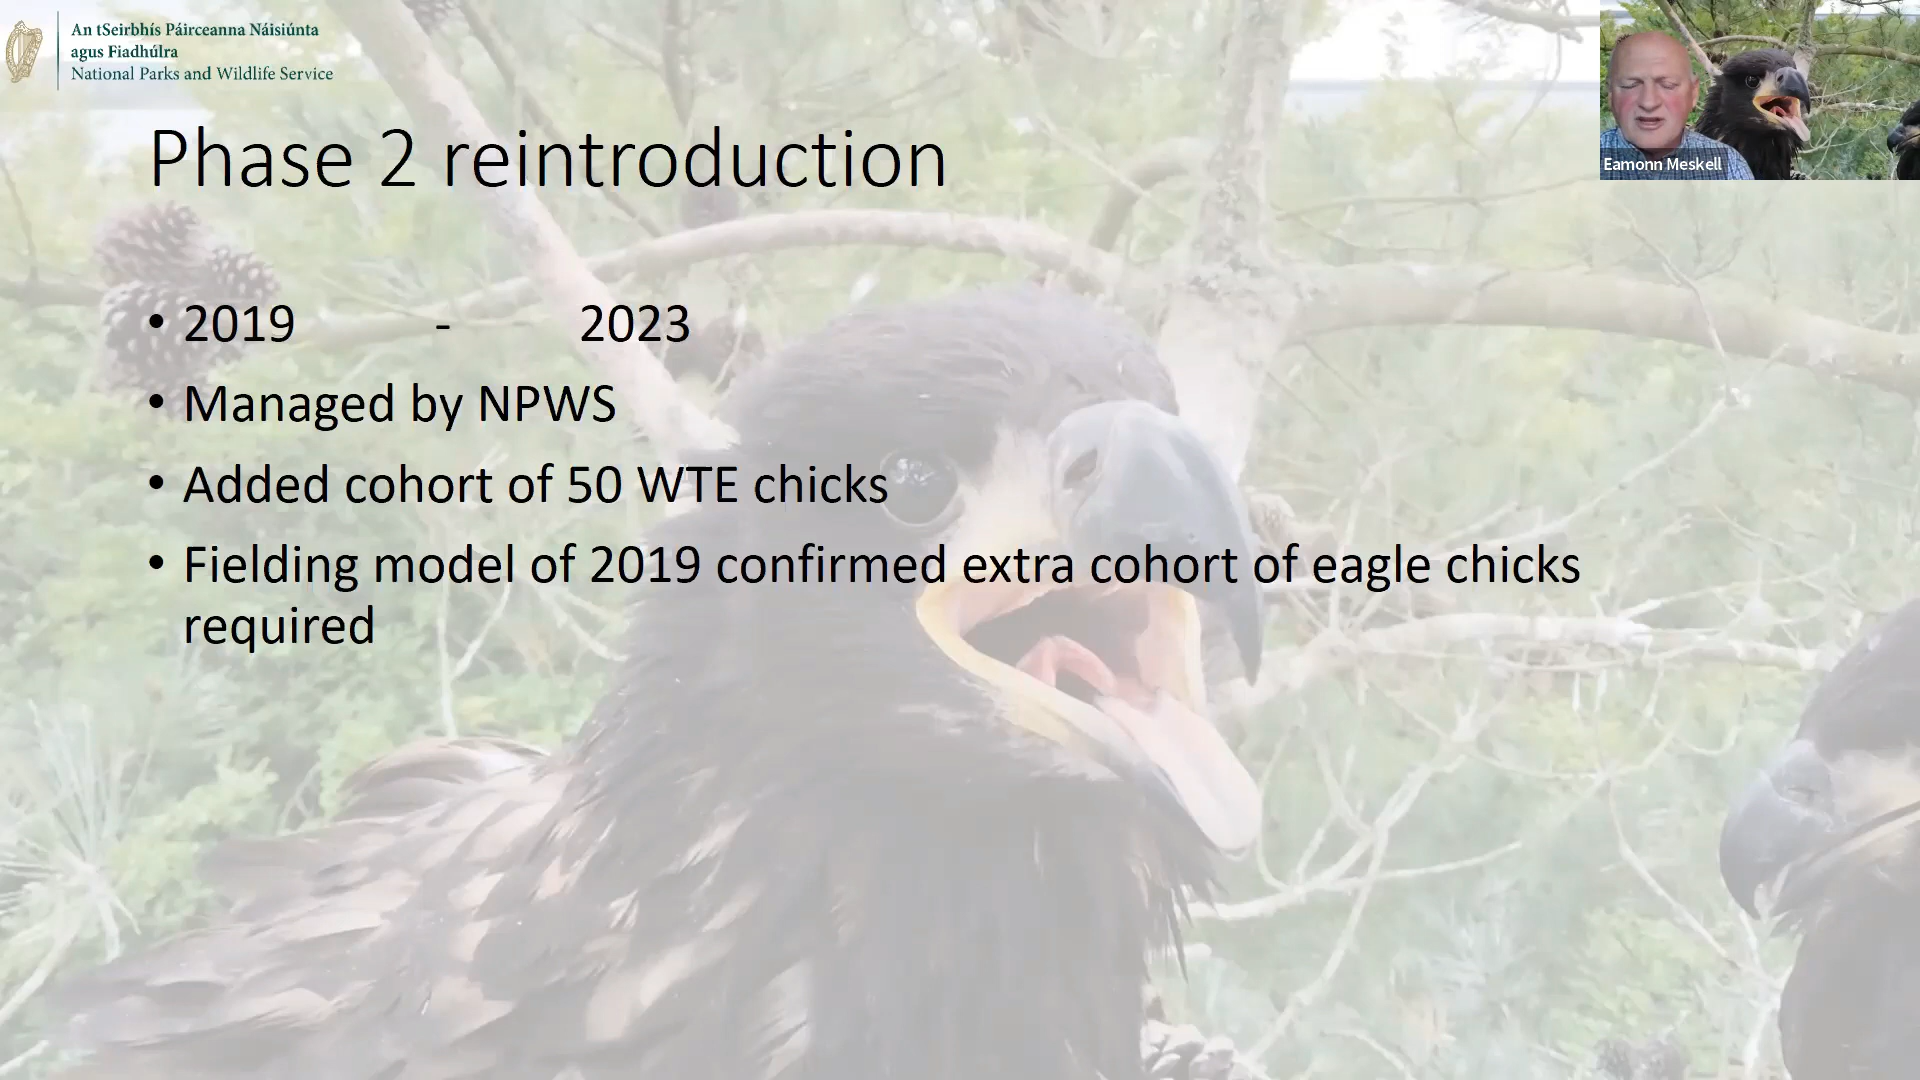 An tSeirbhís Páirceanna Náisiúnta
agus Fiadhúlra
National Parks and Wildlife Service
Eamonn Meskell
Phase 2 reintroduction
• 2019 - 2023
• Managed by NPWS
• Added cohort of 50 WTE chicks
• Fielding model of 2019 confirmed extra cohort of eagle chicks
required